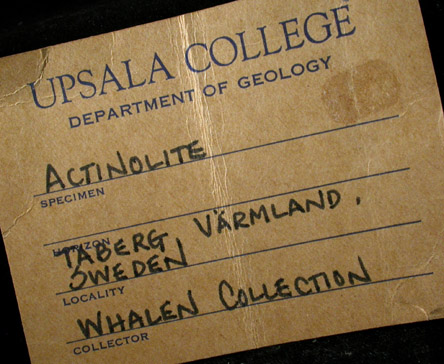 UPSALA COLLEGE
DEPARTMENT OF GEOLOGY
ACTINOLITE
SPECIMEN
HORIZON
TABERG VÄRMLAND,
SWEDEN
LOCALITY
WHALEN COLLECTION
COLLECTOR